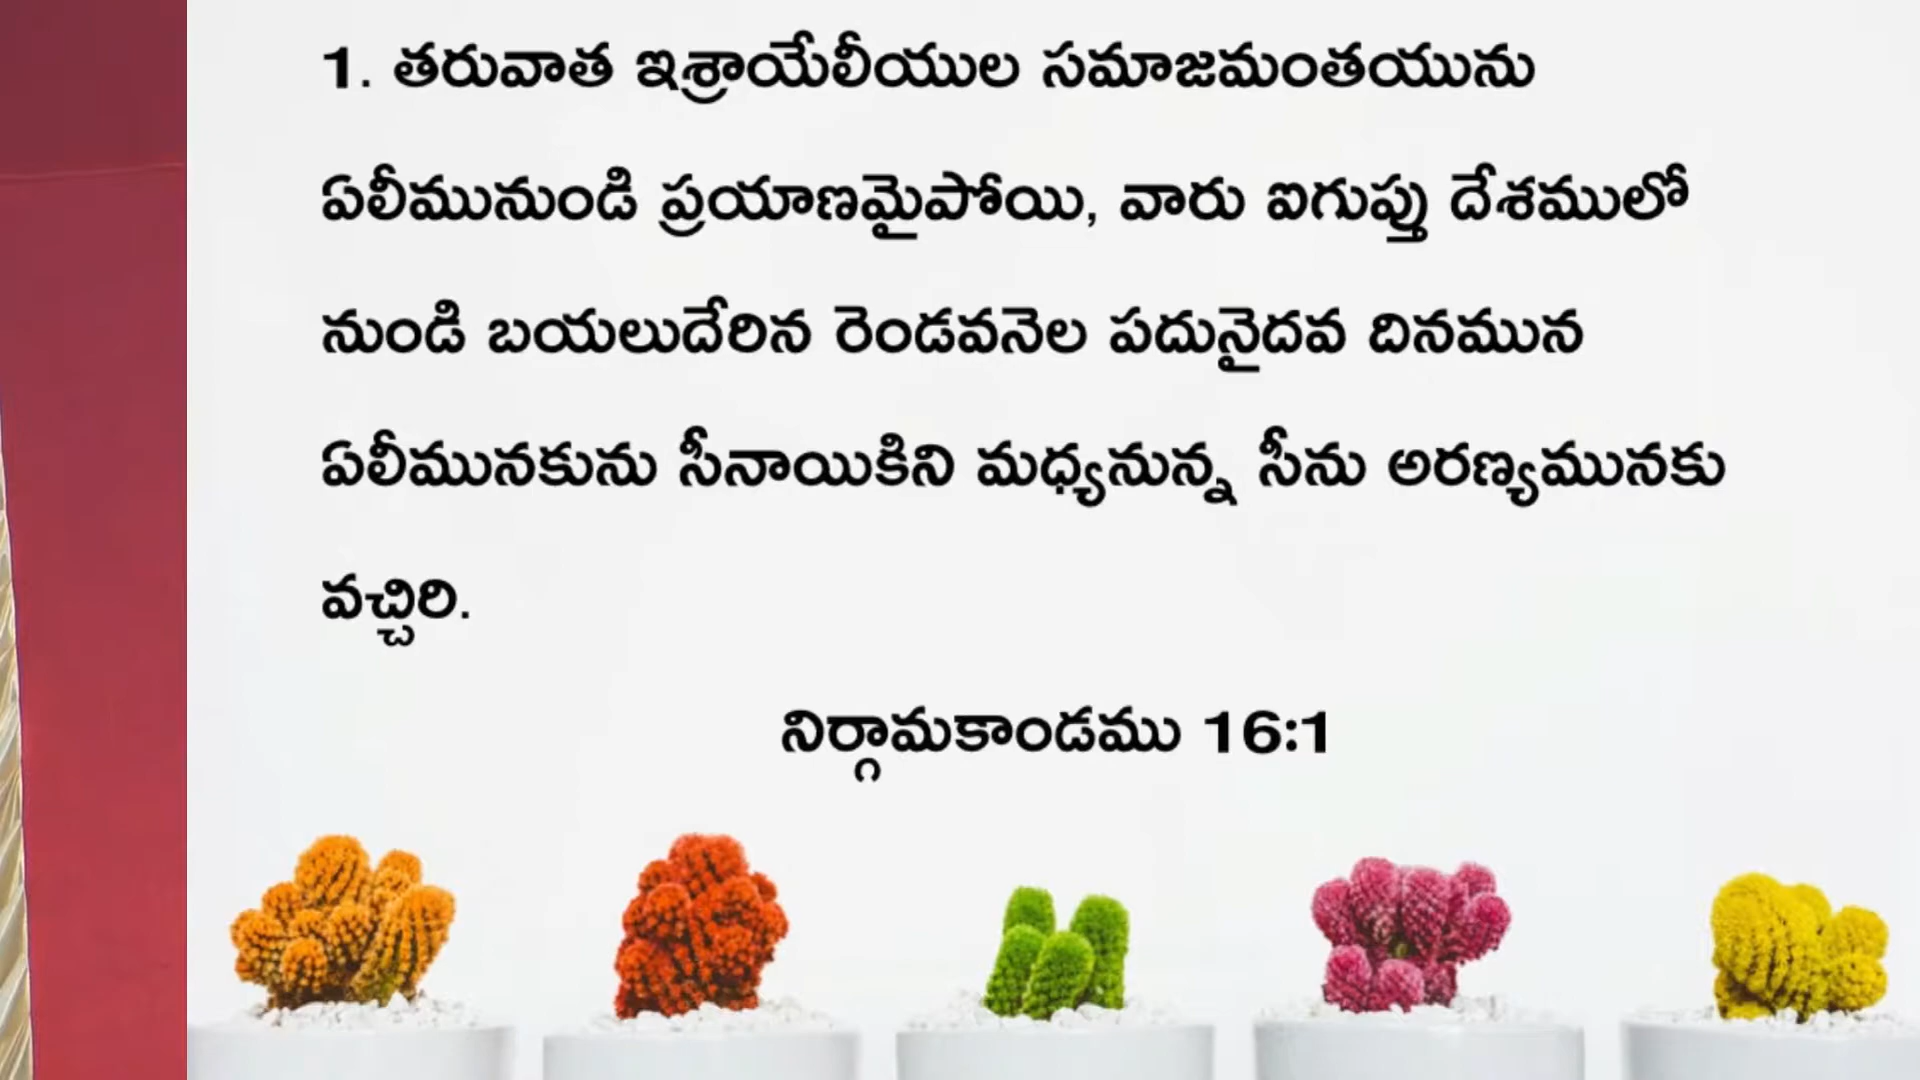 1. తరువాత ఇశ్రాయేలీయుల సమాజమంతయును
ఏలీమునుండి ప్రయాణమైపోయి, వారు ఐగుప్తు దేశములో
నుండి బయలుదేరిన రెండవనెల పదునైదవ దినమున
ఏలీమునకును సీనాయికిని మధ్యనున్న సీను అరణ్యమునకు
వచ్చిరి.
నిర్గామకాండము 16:1